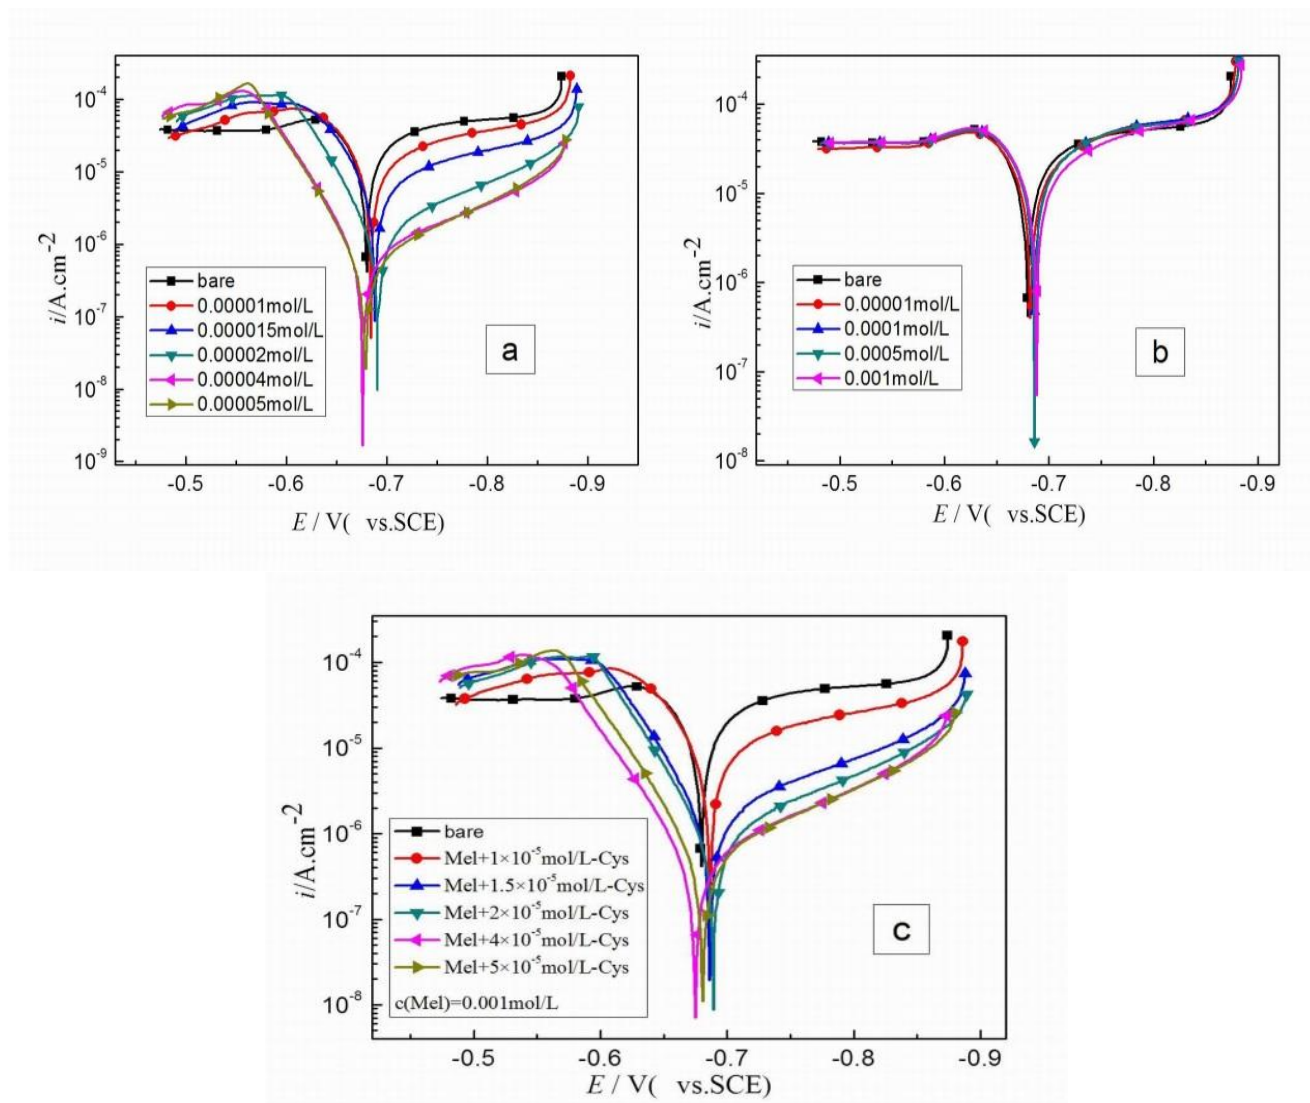 10⁻⁴
10⁻⁵
10⁻⁶
10⁻⁷
10⁻⁸
10⁻⁹
i/A.cm⁻²
bare
0.00001mol/L
0.000015mol/L
0.00002mol/L
0.00004mol/L
0.00005mol/L
a
-0.5 -0.6 -0.7 -0.8 -0.9
E / V( vs.SCE)
10⁻⁴
10⁻⁵
10⁻⁶
10⁻⁷
10⁻⁸
i/A.cm⁻²
bare
0.00001mol/L
0.0001mol/L
0.0005mol/L
0.001mol/L
b
-0.5 -0.6 -0.7 -0.8 -0.9
E / V( vs.SCE)
10⁻⁴
10⁻⁵
10⁻⁶
10⁻⁷
10⁻⁸
i/A.cm⁻²
bare
Mel+1×10⁻⁵mol/L-Cys
Mel+1.5×10⁻⁵mol/L-Cys
Mel+2×10⁻⁵mol/L-Cys
Mel+4×10⁻⁵mol/L-Cys
Mel+5×10⁻⁵mol/L-Cys
c(Mel)=0.001mol/L
c
-0.5 -0.6 -0.7 -0.8 -0.9
E / V( vs.SCE)